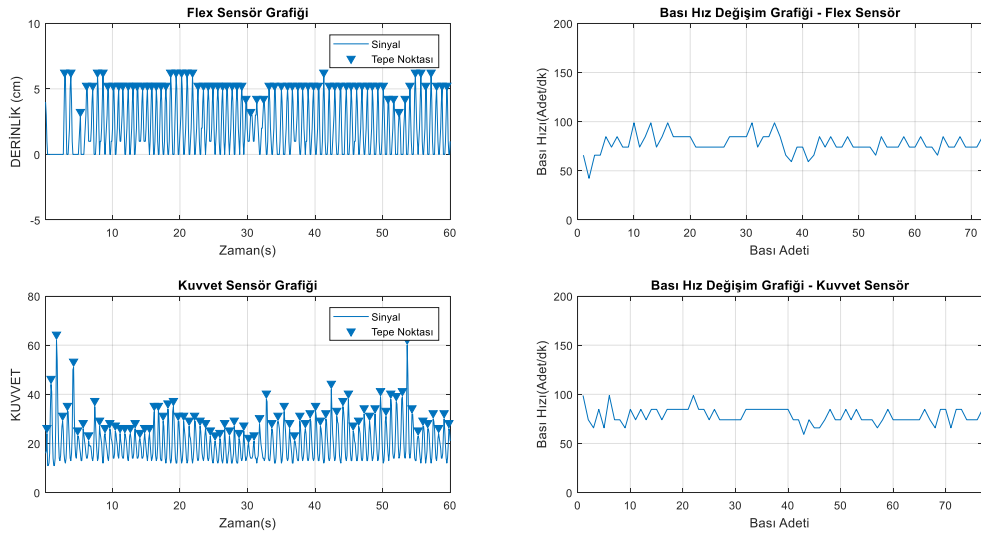 Flex Sensör Grafiği
10
5
0
-5
DERİNLİK (cm)
Sinyal
Tepe Noktası
10 20 30 40 50 60
Zaman(s)
Bası Hız Değişim Grafiği - Flex Sensör
200
150
100
50
0
Bası Hızı(Adet/dk)
0 10 20 30 40 50 60 70
Bası Adeti
Kuvvet Sensör Grafiği
80
60
40
20
0
KUVVET
Sinyal
Tepe Noktası
10 20 30 40 50 60
Zaman(s)
Bası Hız Değişim Grafiği - Kuvvet Sensör
200
150
100
50
0
Bası Hızı(Adet/dk)
0 10 20 30 40 50 60 70
Bası Adeti